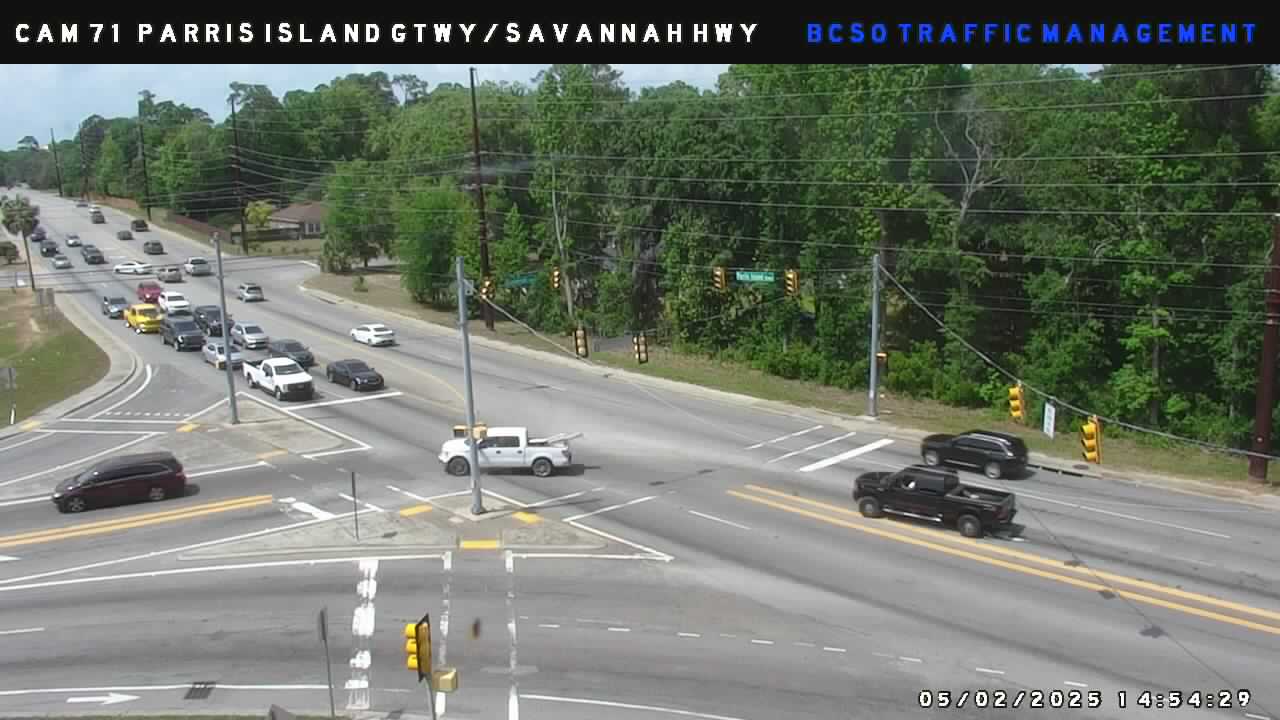 CAM 71 PARRIS ISLAND GTWY/SAVANNAH HWY BCSO TRAFFIC MANAGEMENT
05/02/2025 14:54:29